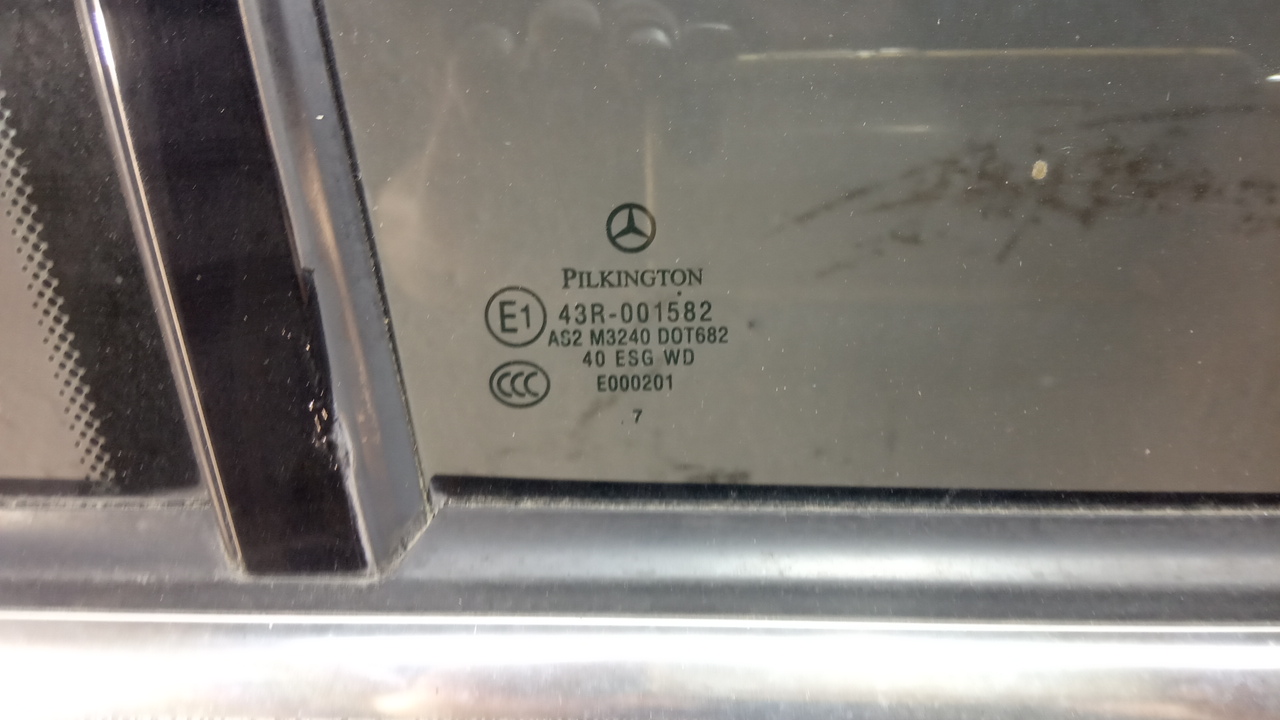 PILKINGTON
E1 43R-001582
AS2 M3240 DOT682
40 ESG WD
CCC E000201
7